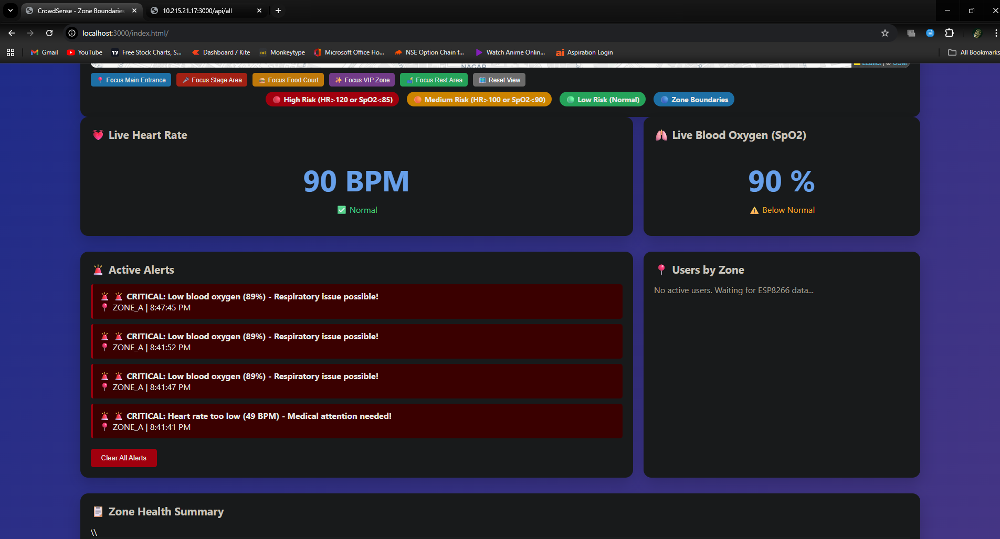 CrowdSense - Zone Boundaries
10.215.21.17:3000/api/all
localhost:3000/index.html/
Gmail
YouTube
Free Stock Charts, S...
Dashboard / Kite
mt Monkeytype
Microsoft Office Ho...
NSE Option Chain f...
Watch Anime Onlin...
ai Aspiration Login
All Bookmarks
NAGAR
Leaflet | © OSM
Focus Main Entrance
Focus Stage Area
Focus Food Court
Focus VIP Zone
Focus Rest Area
Reset View
High Risk (HR>120 or SpO2<85)
Medium Risk (HR>100 or SpO2<90)
Low Risk (Normal)
Zone Boundaries
Live Heart Rate
90 BPM
Normal
Live Blood Oxygen (SpO2)
90 %
Below Normal
Active Alerts
CRITICAL: Low blood oxygen (89%) - Respiratory issue possible!
ZONE_A | 8:47:45 PM
CRITICAL: Low blood oxygen (89%) - Respiratory issue possible!
ZONE_A | 8:41:52 PM
CRITICAL: Low blood oxygen (89%) - Respiratory issue possible!
ZONE_A | 8:41:47 PM
CRITICAL: Heart rate too low (49 BPM) - Medical attention needed!
ZONE_A | 8:41:41 PM
Clear All Alerts
Users by Zone
No active users. Waiting for ESP8266 data...
Zone Health Summary
\\